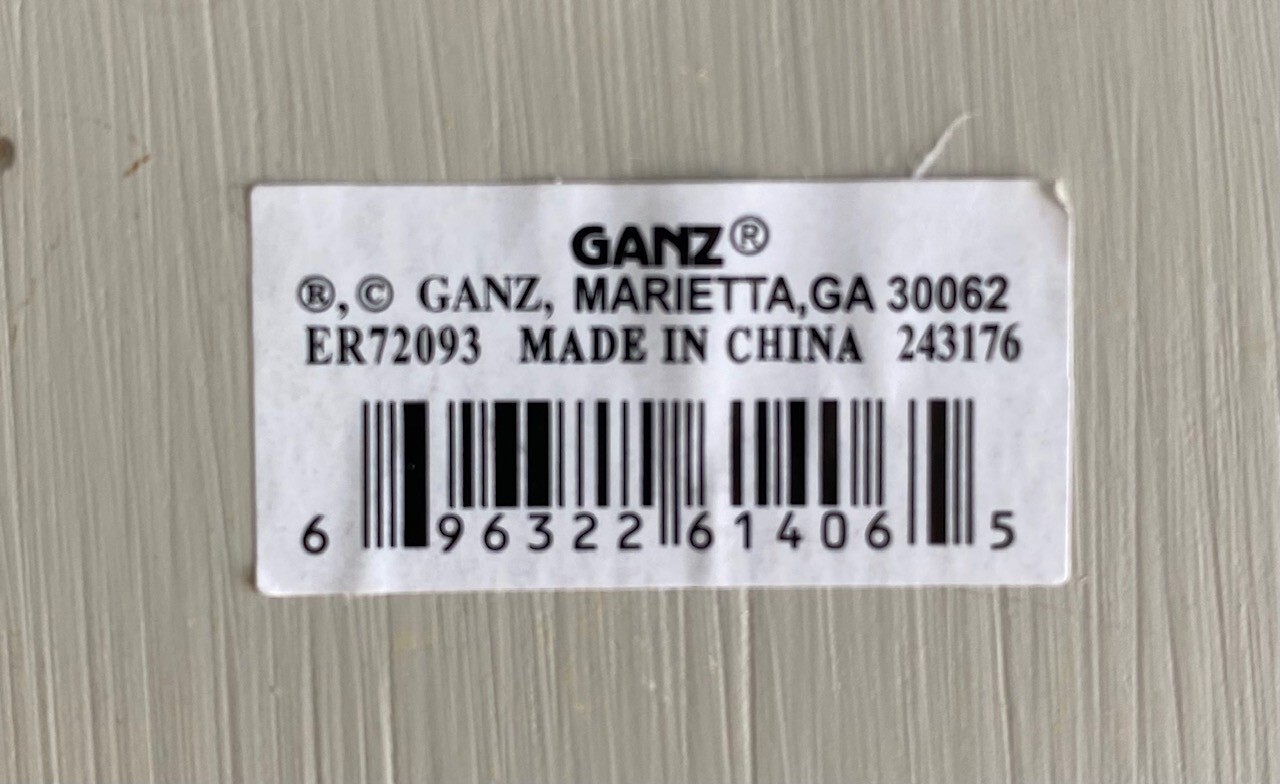 GANZ®
®,© GANZ, MARIETTA,GA 30062
ER72093 MADE IN CHINA 243176
6 96322 61406 5